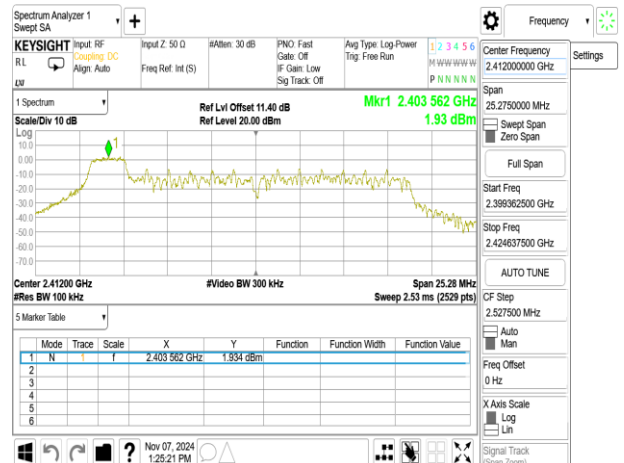 Spectrum Analyzer 1
Swept SA
Frequency
KEYSIGHT
Input: RF
Coupling: DC
Align: Auto
Input Z: 50 Ω
Freq Ref: Int (S)
#Atten: 30 dB
PNO: Fast
Gate: Off
IF Gain: Low
Sig Track: Off
Avg Type: Log-Power
Trig: Free Run
1 2 3 4 5 6
M W W W W W
P N N N N N
RL
LXI
1 Spectrum
Scale/Div 10 dB
Ref Lvl Offset 11.40 dB
Ref Level 20.00 dBm
Mkr1 2.403 562 GHz
1.93 dBm
Log
10.0
0.00
-10.0
-20.0
-30.0
-40.0
-50.0
-60.0
-70.0
1
Center 2.41200 GHz
#Res BW 100 kHz
#Video BW 300 kHz
Span 25.28 MHz
Sweep 2.53 ms (2529 pts)
5 Marker Table
Mode Trace Scale X Y Function Function Width Function Value
1 N 1 f 2.403 562 GHz 1.934 dBm
2
3
4
5
6
Nov 07, 2024
1:25:21 PM
Center Frequency
2.412000000 GHz
Settings
Span
25.2750000 MHz
Swept Span
Zero Span
Full Span
Start Freq
2.399362500 GHz
Stop Freq
2.424637500 GHz
AUTO TUNE
CF Step
2.527500 MHz
Auto
Man
Freq Offset
0 Hz
X Axis Scale
Log
Lin
Signal Track
(Span Zoom)